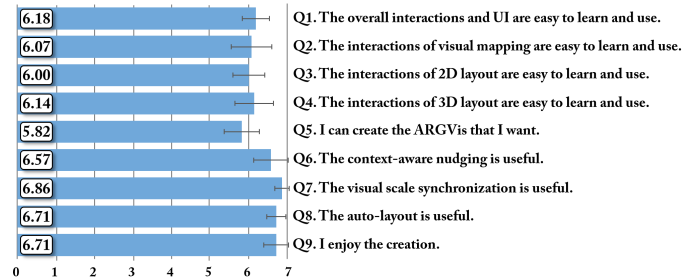 6.18 Q1. The overall interactions and UI are easy to learn and use.
6.07 Q2. The interactions of visual mapping are easy to learn and use.
6.00 Q3. The interactions of 2D layout are easy to learn and use.
6.14 Q4. The interactions of 3D layout are easy to learn and use.
5.82 Q5. I can create the ARGVis that I want.
6.57 Q6. The context-aware nudging is useful.
6.86 Q7. The visual scale synchronization is useful.
6.71 Q8. The auto-layout is useful.
6.71 Q9. I enjoy the creation.
0 1 2 3 4 5 6 7